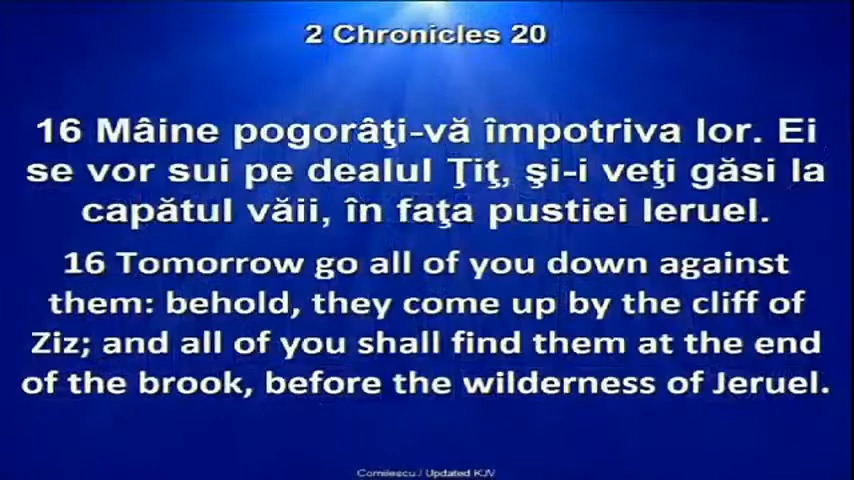 2 Chronicles 20
16 Mâine pogorâţi-vă împotriva lor. Ei
se vor sui pe dealul Ţiţ, şi-i veţi găsi la
capătul văii, în faţa pustiei Ieruel.
16 Tomorrow go all of you down against
them: behold, they come up by the cliff of
Ziz; and all of you shall find them at the end
of the brook, before the wilderness of Jeruel.
Cornilescu / Updated KJV